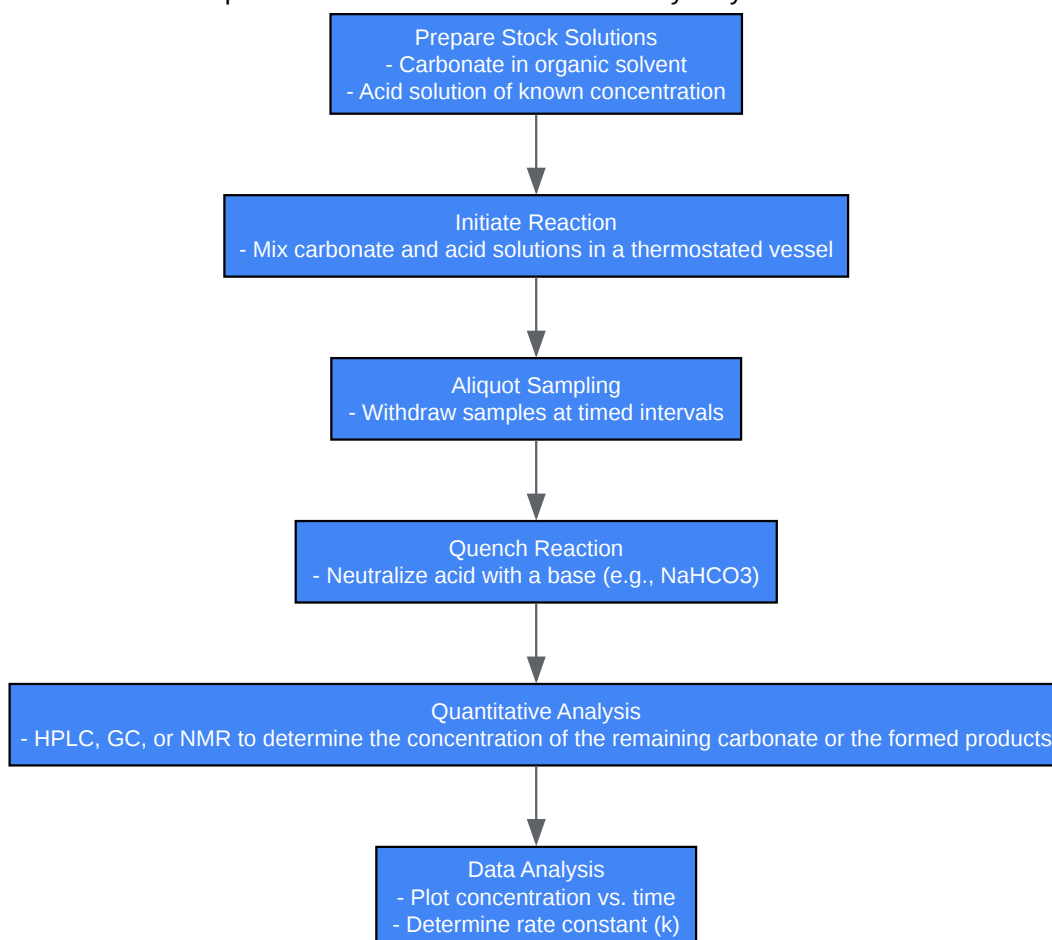 Prepare Stock Solutions
- Carbonate in organic solvent
- Acid solution of known concentration
Initiate Reaction
- Mix carbonate and acid solutions in a thermostated vessel
Aliquot Sampling
- Withdraw samples at timed intervals
Quench Reaction
- Neutralize acid with a base (e.g., NaHCO3)
Quantitative Analysis
- HPLC, GC, or NMR to determine the concentration of the remaining carbonate or the formed products
Data Analysis
- Plot concentration vs. time
- Determine rate constant (k)